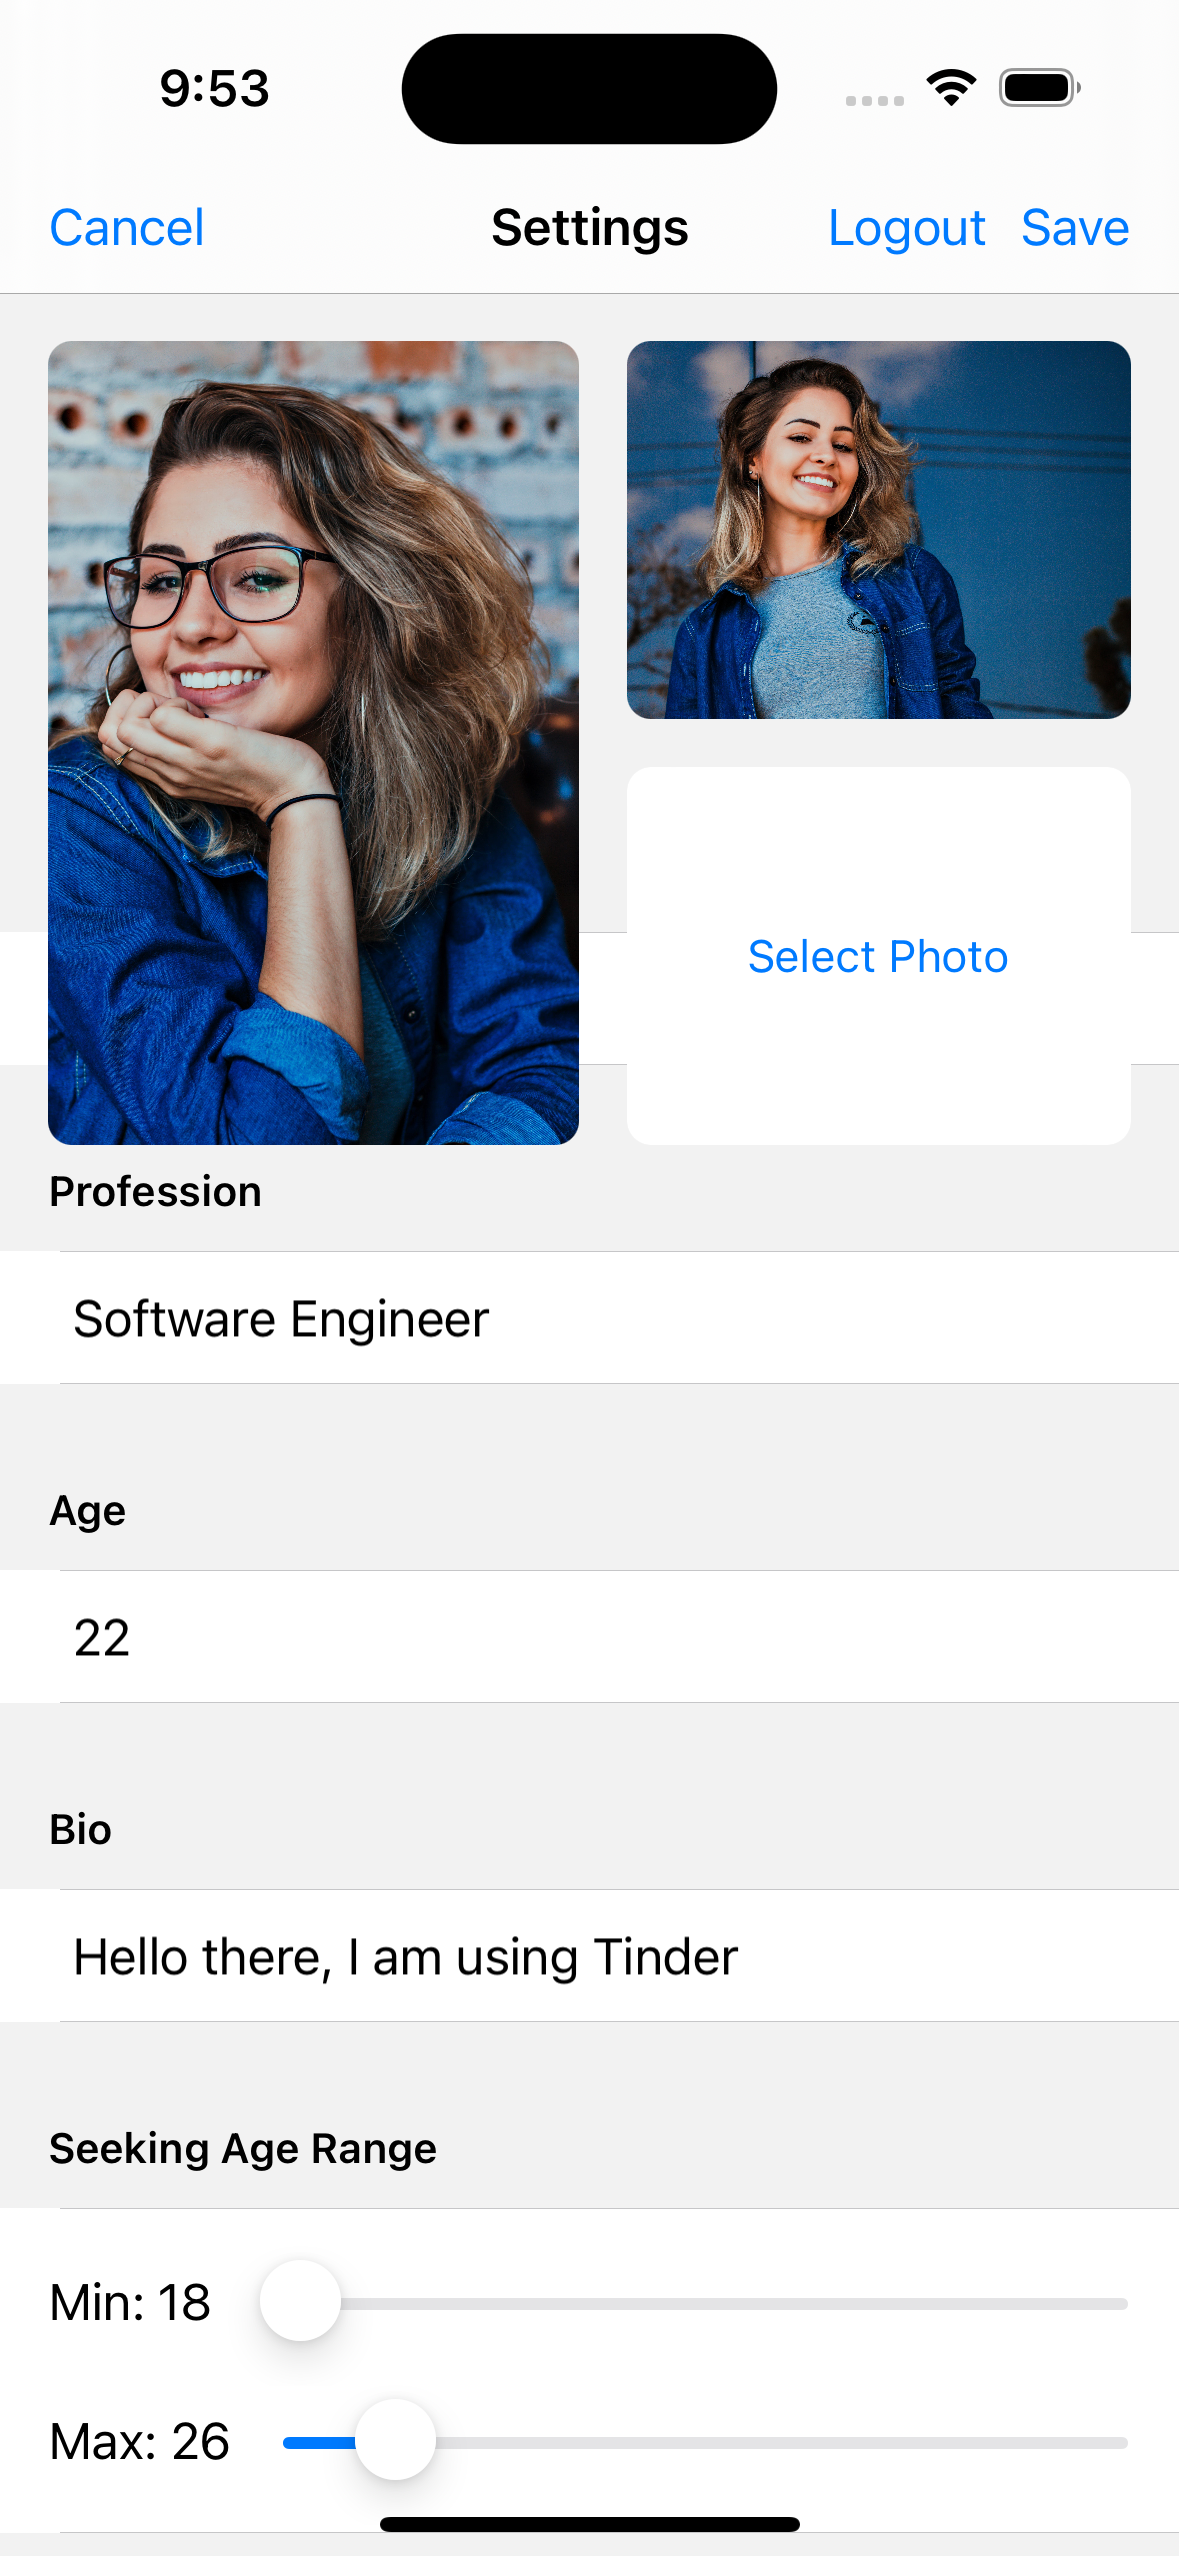 9:53
Cancel Settings Logout Save
Select Photo
Profession
Software Engineer
Age
22
Bio
Hello there, I am using Tinder
Seeking Age Range
Min: 18
Max: 26